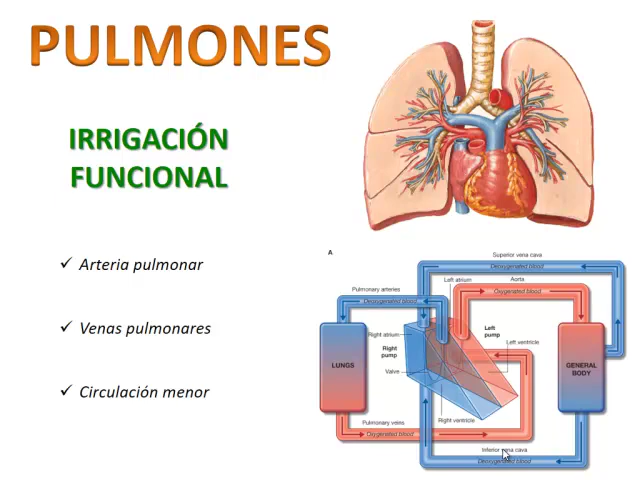 PULMONES
IRRIGACIÓN
FUNCIONAL
✓ Arteria pulmonar
✓ Venas pulmonares
✓ Circulación menor
A
Superior vena cava
Deoxygenated blood
Left atrium
Aorta
Pulmonary arteries
Oxygenated blood
Deoxygenated blood
Right atrium
Left
pump
Left ventricle
Right
pump
LUNGS
Valve
GENERAL
BODY
Right ventricle
Pulmonary veins
Oxygenated blood
Inferior vena cava
Deoxygenated blood